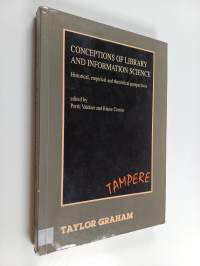 CONCEPTIONS OF LIBRARY
AND INFORMATION SCIENCE
Historical, empirical and theoretical perspectives
edited by
Pertti Vakkari and Blaise Cronin
TAMPERE
TAYLOR GRAHAM